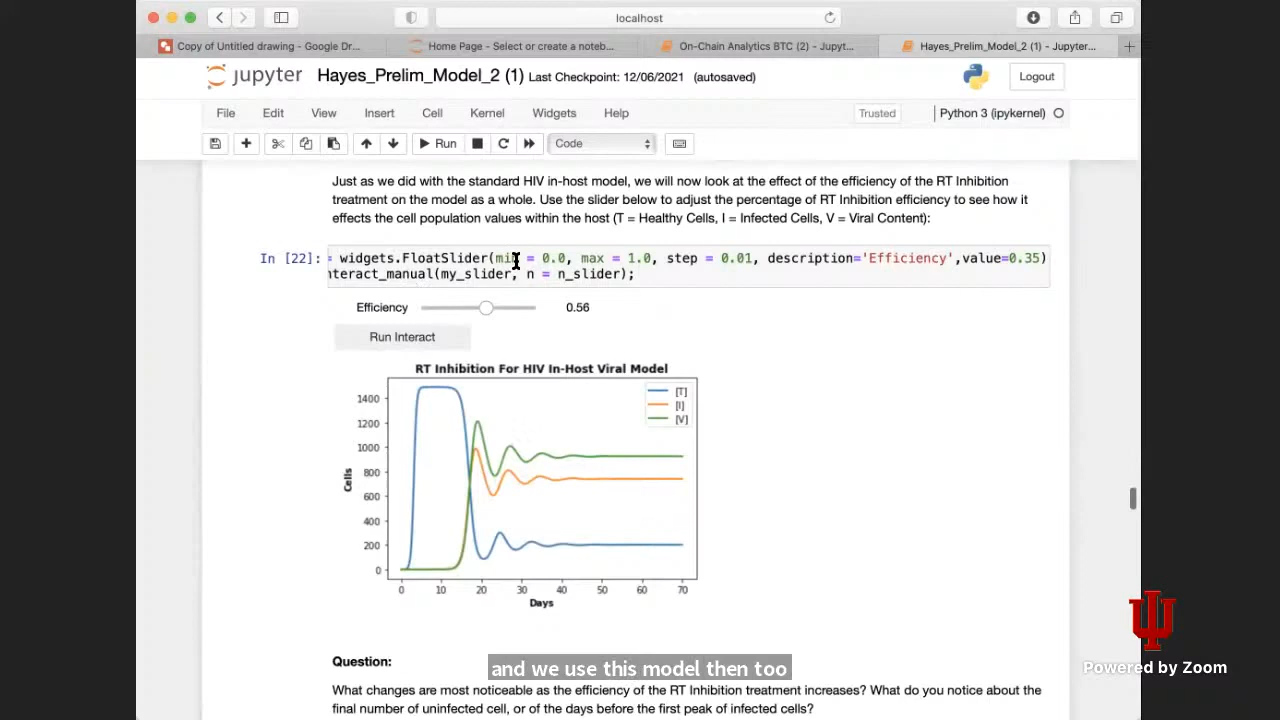 localhost
Copy of Untitled drawing - Google Dr...
Home Page - Select or create a noteb...
On-Chain Analytics BTC (2) - Jupyt...
Hayes_Prelim_Model_2 (1) - Jupyter...
jupyter Hayes_Prelim_Model_2 (1) Last Checkpoint: 12/06/2021 (autosaved)
Logout
File Edit View Insert Cell Kernel Widgets Help
Trusted
Python 3 (ipykernel)
Run
Code
Just as we did with the standard HIV in-host model, we will now look at the effect of the efficiency of the RT Inhibition
treatment on the model as a whole. Use the slider below to adjust the percentage of RT Inhibition efficiency to see how it
effects the cell population values within the host (T = Healthy Cells, I = Infected Cells, V = Viral Content):
In [22]:
= widgets.FloatSlider(min = 0.0, max = 1.0, step = 0.01, description='Efficiency',value=0.35)
nteract_manual(my_slider, n = n_slider);
Efficiency 0.56
Run Interact
RT Inhibition For HIV In-Host Viral Model
[T]
[I]
[V]
1400
1200
1000
800
600
400
200
0
Cells
0 10 20 30 40 50 60 70
Days
Question:
and we use this model then too
What changes are most noticeable as the efficiency of the RT Inhibition treatment increases? What do you notice about the
final number of uninfected cell, or of the days before the first peak of infected cells?
Powered by Zoom